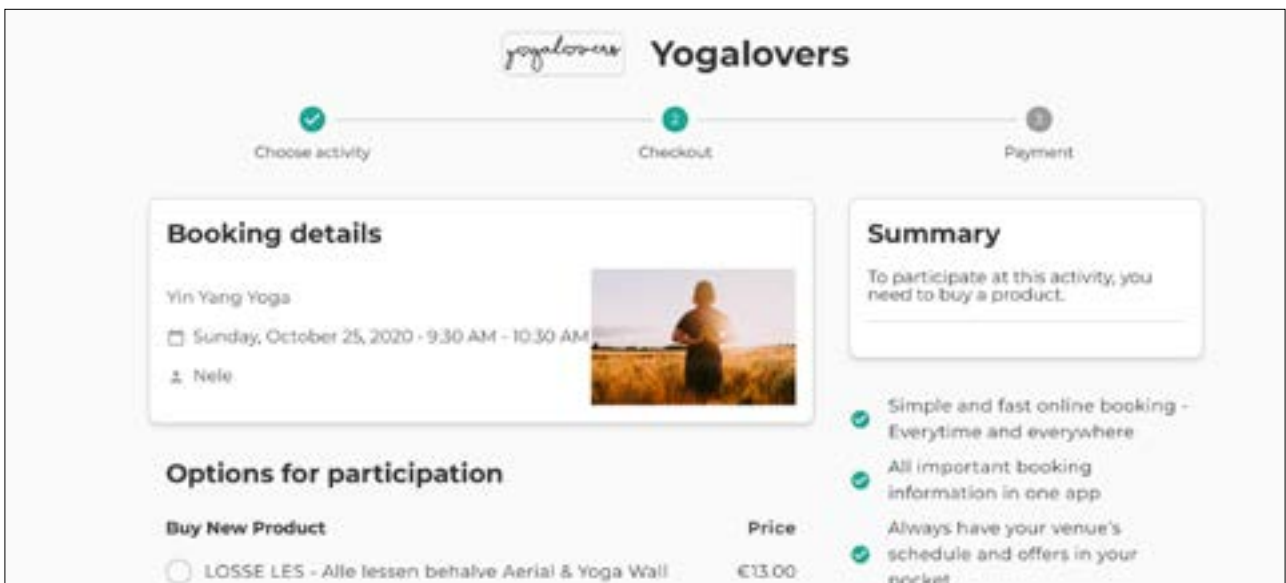 yogalovers Yogalovers
2 3
Choose activity Checkout Payment
Booking details
Yin Yang Yoga
Sunday, October 25, 2020 - 9:30 AM - 10:30 AM
Nele
Options for participation
Buy New Product Price
LOSSE LES - Alle lessen behalve Aerial & Yoga Wall €13.00
Summary
To participate at this activity, you
need to buy a product.
Simple and fast online booking -
Everytime and everywhere
All important booking
information in one app
Always have your venue's
schedule and offers in your
pocket